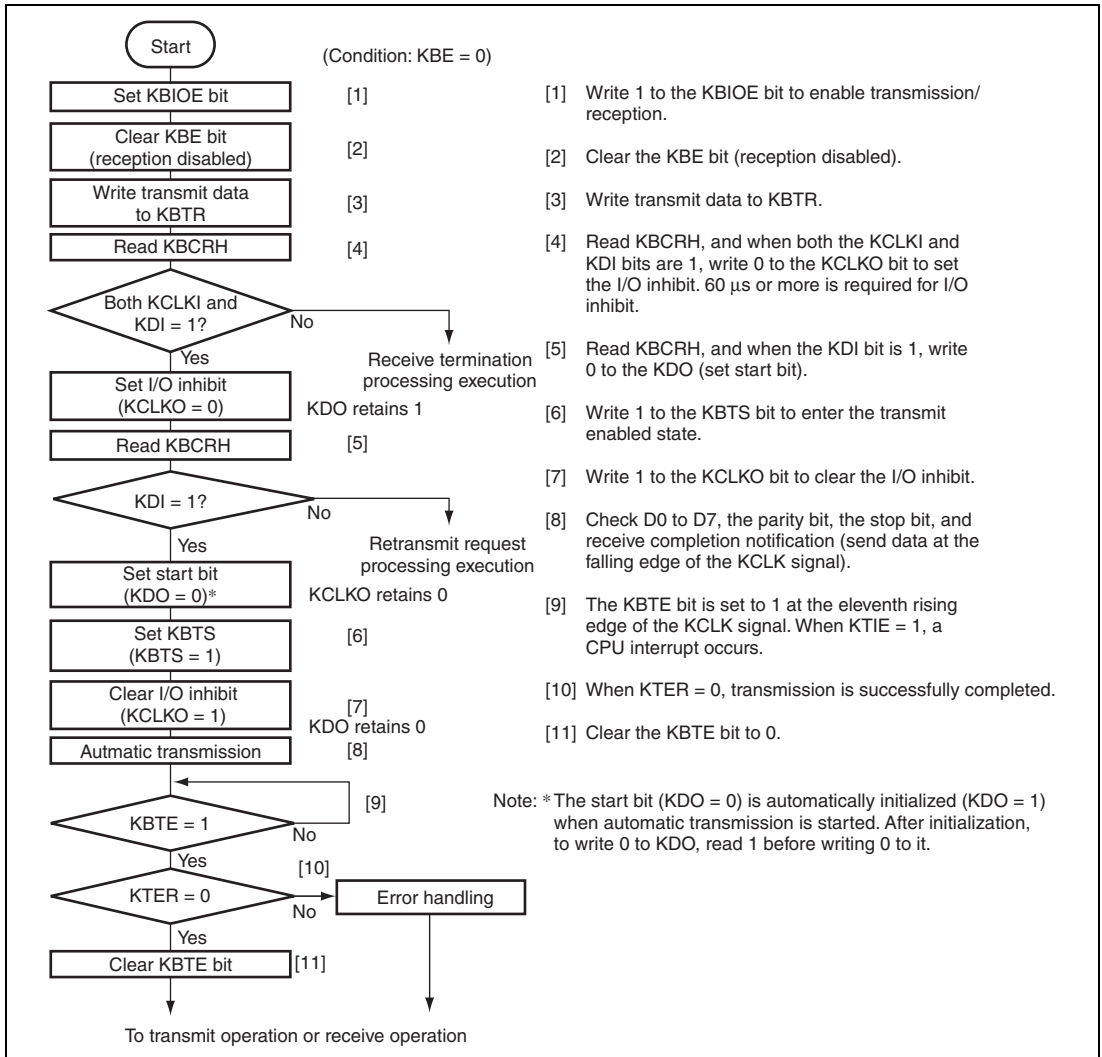 Start
(Condition: KBE = 0)
Set KBIOE bit
[1]
Clear KBE bit
(reception disabled)
[2]
Write transmit data
to KBTR
[3]
Read KBCRH
[4]
Both KCLKI and
KDI = 1?
No
Yes
Receive termination
processing execution
Set I/O inhibit
(KCLKO = 0)
KDO retains 1
Read KBCRH
[5]
KDI = 1?
No
Yes
Retransmit request
processing execution
Set start bit
(KDO = 0)*
KCLKO retains 0
Set KBTS
(KBTS = 1)
[6]
Clear I/O inhibit
(KCLKO = 1)
[7]
KDO retains 0
Autmatic transmission
[8]
KBTE = 1
[9]
No
Yes
KTER = 0
[10]
No
Error handling
Yes
Clear KBTE bit
[11]
To transmit operation or receive operation
[1] Write 1 to the KBIOE bit to enable transmission/
reception.
[2] Clear the KBE bit (reception disabled).
[3] Write transmit data to KBTR.
[4] Read KBCRH, and when both the KCLKI and
KDI bits are 1, write 0 to the KCLKO bit to set
the I/O inhibit. 60 μs or more is required for I/O
inhibit.
[5] Read KBCRH, and when the KDI bit is 1, write
0 to the KDO (set start bit).
[6] Write 1 to the KBTS bit to enter the transmit
enabled state.
[7] Write 1 to the KCLKO bit to clear the I/O inhibit.
[8] Check D0 to D7, the parity bit, the stop bit, and
receive completion notification (send data at the
falling edge of the KCLK signal).
[9] The KBTE bit is set to 1 at the eleventh rising
edge of the KCLK signal. When KTIE = 1, a
CPU interrupt occurs.
[10] When KTER = 0, transmission is successfully completed.
[11] Clear the KBTE bit to 0.
Note: * The start bit (KDO = 0) is automatically initialized (KDO = 1)
when automatic transmission is started. After initialization,
to write 0 to KDO, read 1 before writing 0 to it.